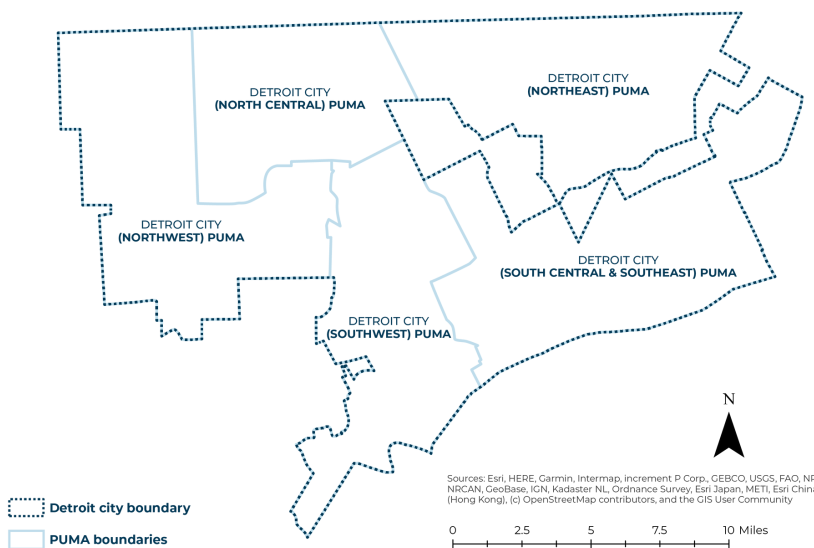 DETROIT CITY
(NORTH CENTRAL) PUMA
DETROIT CITY
(NORTHEAST) PUMA
DETROIT CITY
(NORTHWEST) PUMA
DETROIT CITY
(SOUTH CENTRAL & SOUTHEAST) PUMA
DETROIT CITY
(SOUTHWEST) PUMA
N
Sources: Esri, HERE, Garmin, Intermap, increment P Corp., GEBCO, USGS, FAO,
NRCAN, GeoBase, IGN, Kadaster NL, Ordnance Survey, Esri Japan, METI, Esri China
(Hong Kong), (c) OpenStreetMap contributors, and the GIS User Community
Detroit city boundary
PUMA boundaries
0 2.5 5 7.5 10 Miles